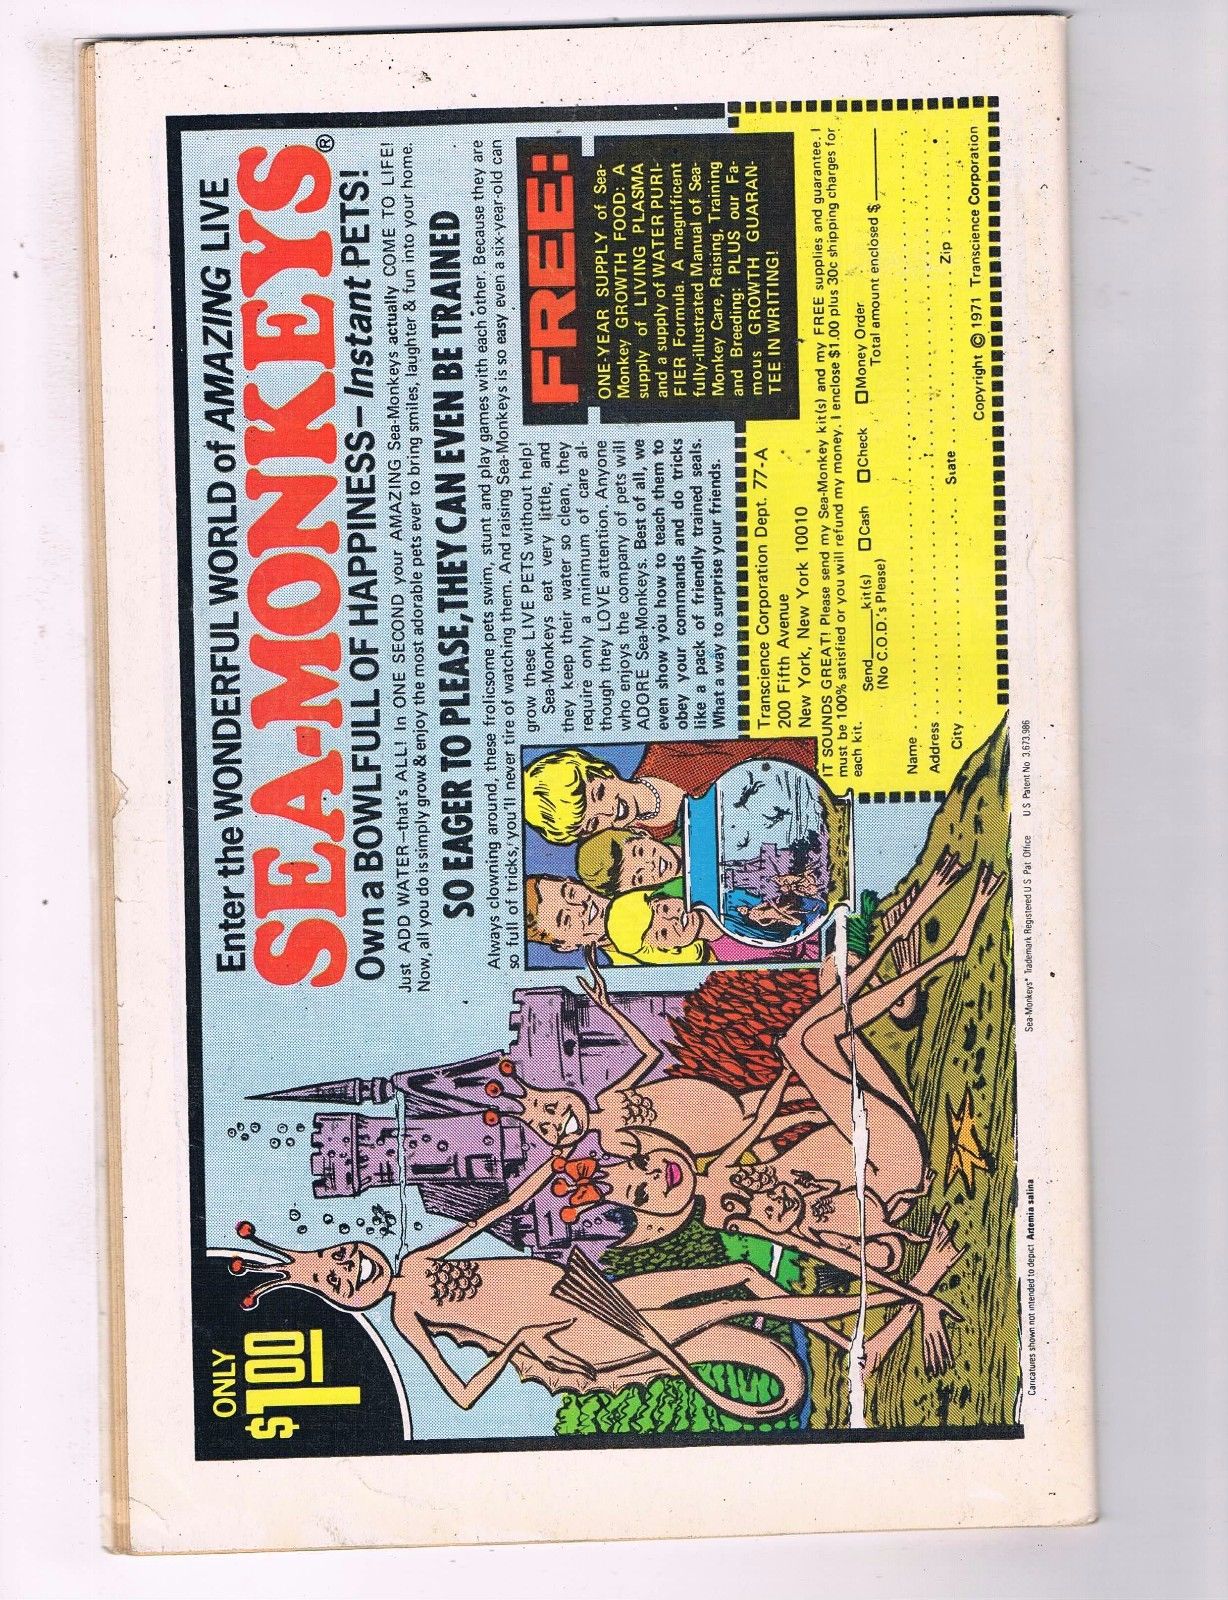 ONLY
$1.00
Enter the WONDERFUL WORLD of AMAZING LIVE
SEA-MONKEYS®
Own a BOWLFULL OF HAPPINESS—Instant PETS!
Just ADD WATER—that's ALL! In ONE SECOND your AMAZING Sea-Monkeys actually COME TO LIFE!
Now, all you do is simply grow & enjoy the most adorable pets ever to bring smiles, laughter & fun into your home.
SO EAGER TO PLEASE, THEY CAN EVEN BE TRAINED
Always clowning around, these frolicsome pets swim, stunt and play games with each other. Because they are
so full of tricks, you'll never tire of watching them. And raising Sea-Monkeys is so easy even a six-year-old can
grow these LIVE PETS without help!
Sea-Monkeys eat very little, and
they keep their water so clean, they
require only a minimum of care al-
though they LOVE attention. Anyone
who enjoys the company of pets will
ADORE Sea-Monkeys. Best of all, we
even show you how to teach them to
obey your commands and do tricks
like a pack of friendly trained seals.
What a way to surprise your friends.
FREE:
ONE-YEAR SUPPLY of Sea-
Monkey GROWTH FOOD: A
supply of LIVING PLASMA
and a supply of WATER PURI-
FIER Formula. A magnificent
fully-illustrated Manual of Sea-
Monkey Care, Raising, Training
and Breeding; PLUS our Fa-
mous GROWTH GUARAN-
TEE IN WRITING!
Transcience Corporation Dept. 77-A
200 Fifth Avenue
New York, New York 10010
IT SOUNDS GREAT! Please send my Sea-Monkey kit(s) and my FREE supplies and guarantee. I
must be 100% satisfied or you will refund my money. I enclose $1.00 plus 30c shipping charges for
each kit.
Send____kit(s) □Cash □Check □Money Order
(No C.O.D.'s Please) Total amount enclosed $____
Name
Address
City State Zip
Copyright © 1971 Transcience Corporation
Caricatures shown not intended to depict Artemia salina Sea-Monkeys® Trademark Registered U.S. Pat. Office U.S. Patent No. 3,673,986